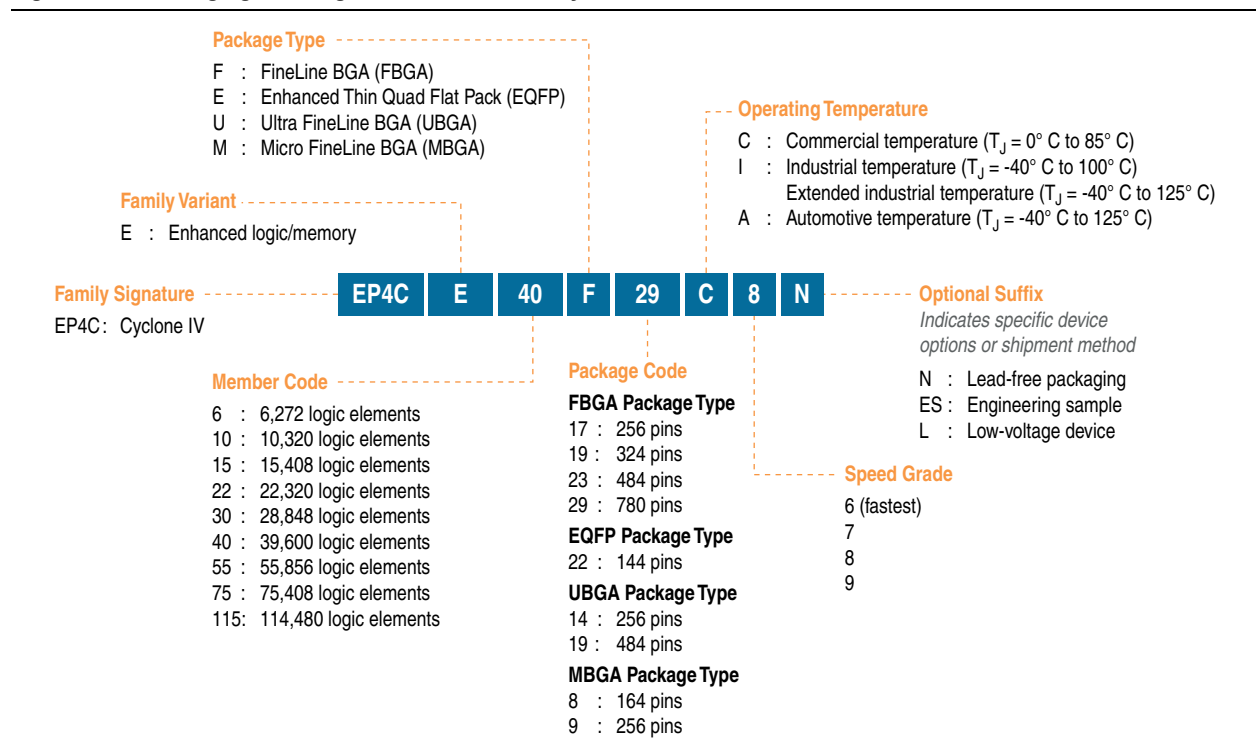 Package Type
F : FineLine BGA (FBGA)
E : Enhanced Thin Quad Flat Pack (EQFP)
U : Ultra FineLine BGA (UBGA)
M : Micro FineLine BGA (MBGA)
Operating Temperature
C : Commercial temperature (TJ = 0° C to 85° C)
I : Industrial temperature (TJ = -40° C to 100° C)
Extended industrial temperature (TJ = -40° C to 125° C)
A : Automotive temperature (TJ = -40° C to 125° C)
Family Variant
E : Enhanced logic/memory
Family Signature
EP4C : Cyclone IV
EP4C E 40 F 29 C 8 N
Optional Suffix
Indicates specific device
options or shipment method
N : Lead-free packaging
ES : Engineering sample
L : Low-voltage device
Member Code
6 : 6,272 logic elements
10 : 10,320 logic elements
15 : 15,408 logic elements
22 : 22,320 logic elements
30 : 28,848 logic elements
40 : 39,600 logic elements
55 : 55,856 logic elements
75 : 75,408 logic elements
115: 114,480 logic elements
Package Code
FBGA Package Type
17 : 256 pins
19 : 324 pins
23 : 484 pins
29 : 780 pins
EQFP Package Type
22 : 144 pins
UBGA Package Type
14 : 256 pins
19 : 484 pins
MBGA Package Type
8 : 164 pins
9 : 256 pins
Speed Grade
6 (fastest)
7
8
9